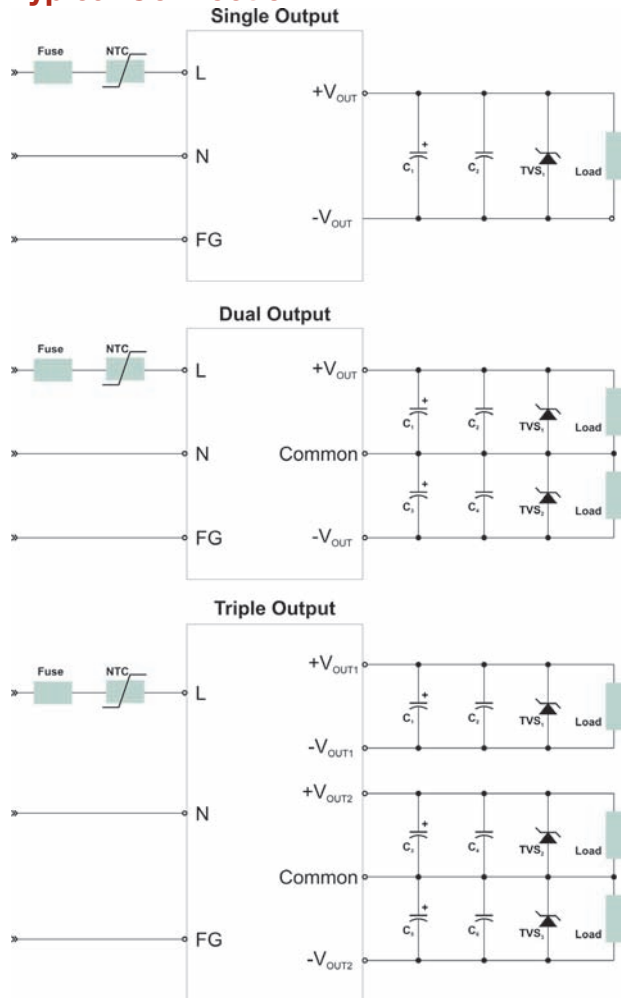 Single Output
Fuse NTC
L
+VOUT
N
C1 + C2 TVS1 Load
-VOUT
FG
Dual Output
Fuse NTC
L
+VOUT
C1 + C2 TVS1 Load
N
Common
C3 + C4 TVS2 Load
FG
-VOUT
Triple Output
+VOUT1
Fuse NTC
L
C1 + C2 TVS1 Load
-VOUT1
+VOUT2
N
C3 + C4 TVS2 Load
Common
C5 + C6 TVS3 Load
FG
-VOUT2